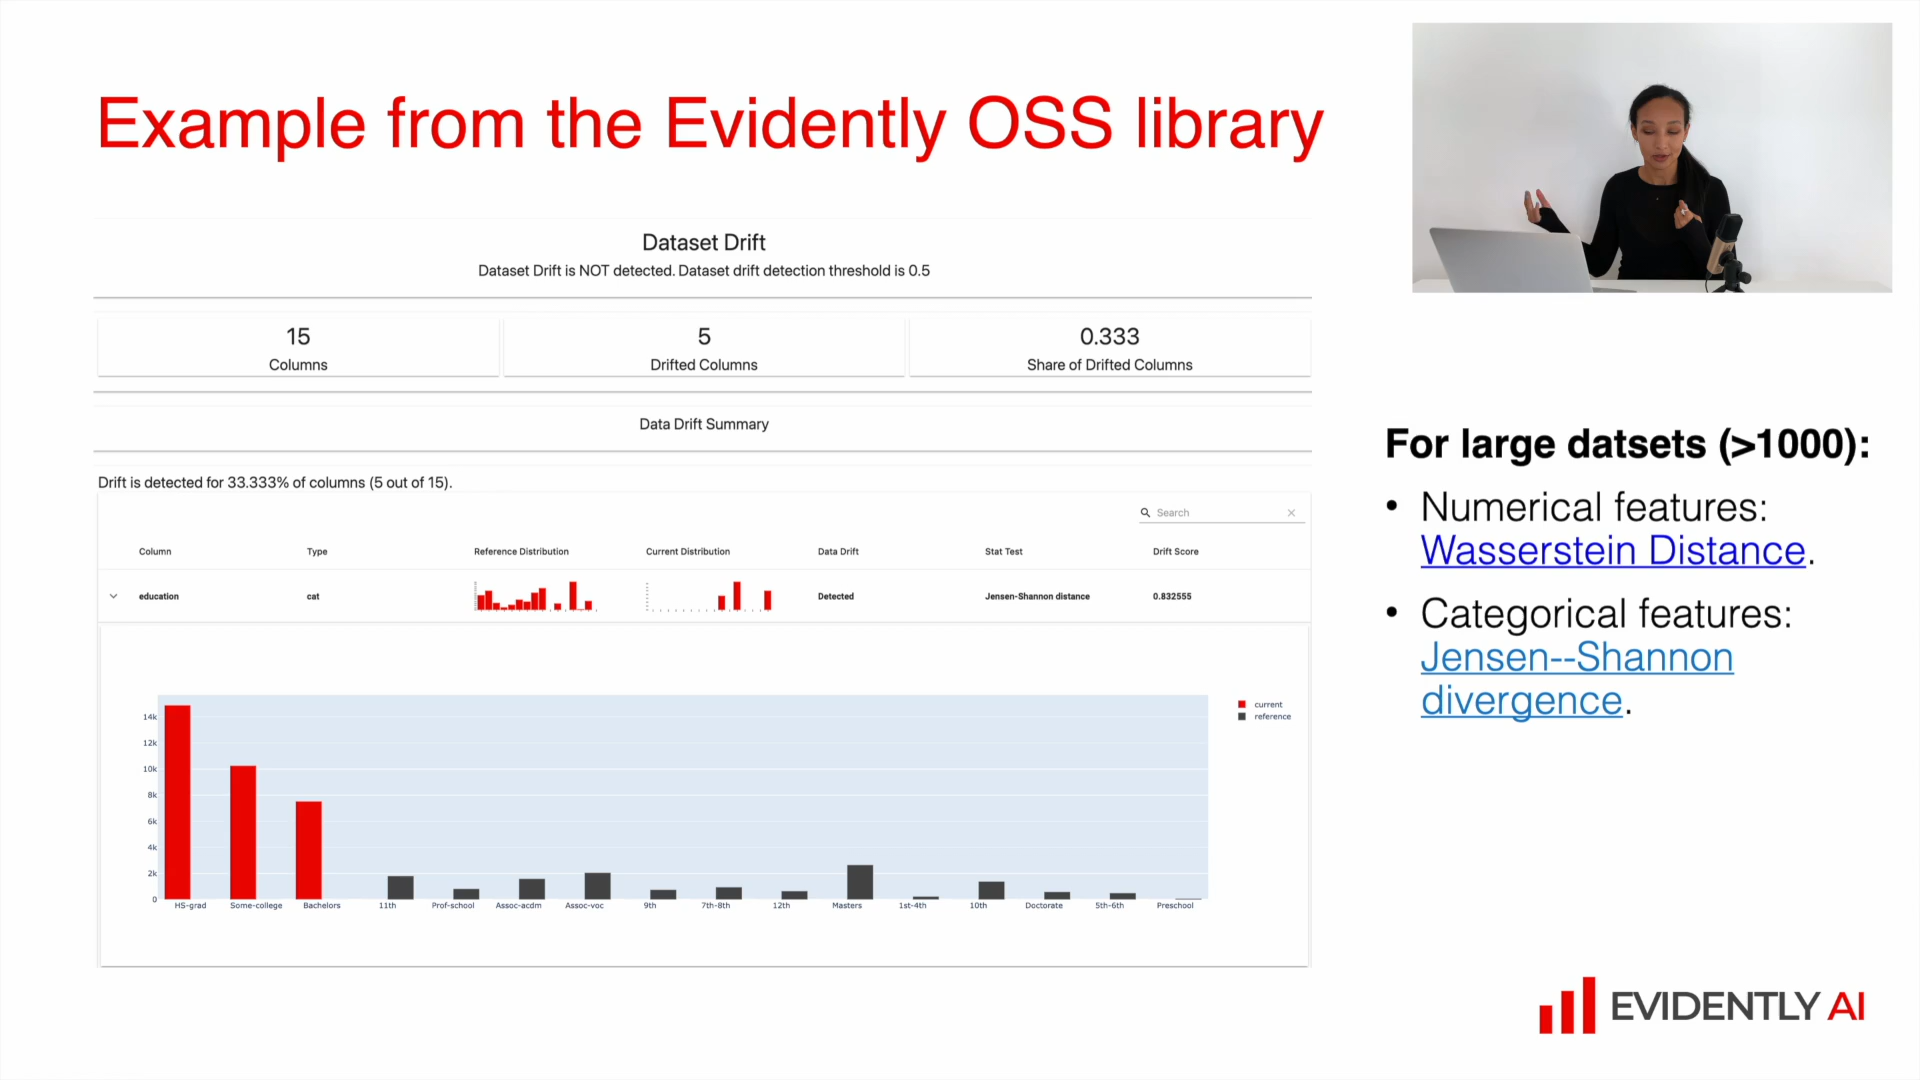 Example from the Evidently OSS library
Dataset Drift
Dataset Drift is NOT detected. Dataset drift detection threshold is 0.5
15
Columns
5
Drifted Columns
0.333
Share of Drifted Columns
Data Drift Summary
Drift is detected for 33.333% of columns (5 out of 15).
Search
Column Type Reference Distribution Current Distribution Data Drift Stat Test Drift Score
education cat Detected Jensen-Shannon distance 0.832555
14k
12k
10k
8k
6k
4k
2k
0
HS-grad Some-college Bachelors 11th Prof-school Assoc-acdm Assoc-voc 9th 7th-8th 12th Masters 1st-4th 10th Doctorate 5th-6th Preschool
current
reference
For large datsets (>1000):
• Numerical features:
Wasserstein Distance.
• Categorical features:
Jensen--Shannon
divergence.
EVIDENTLY AI